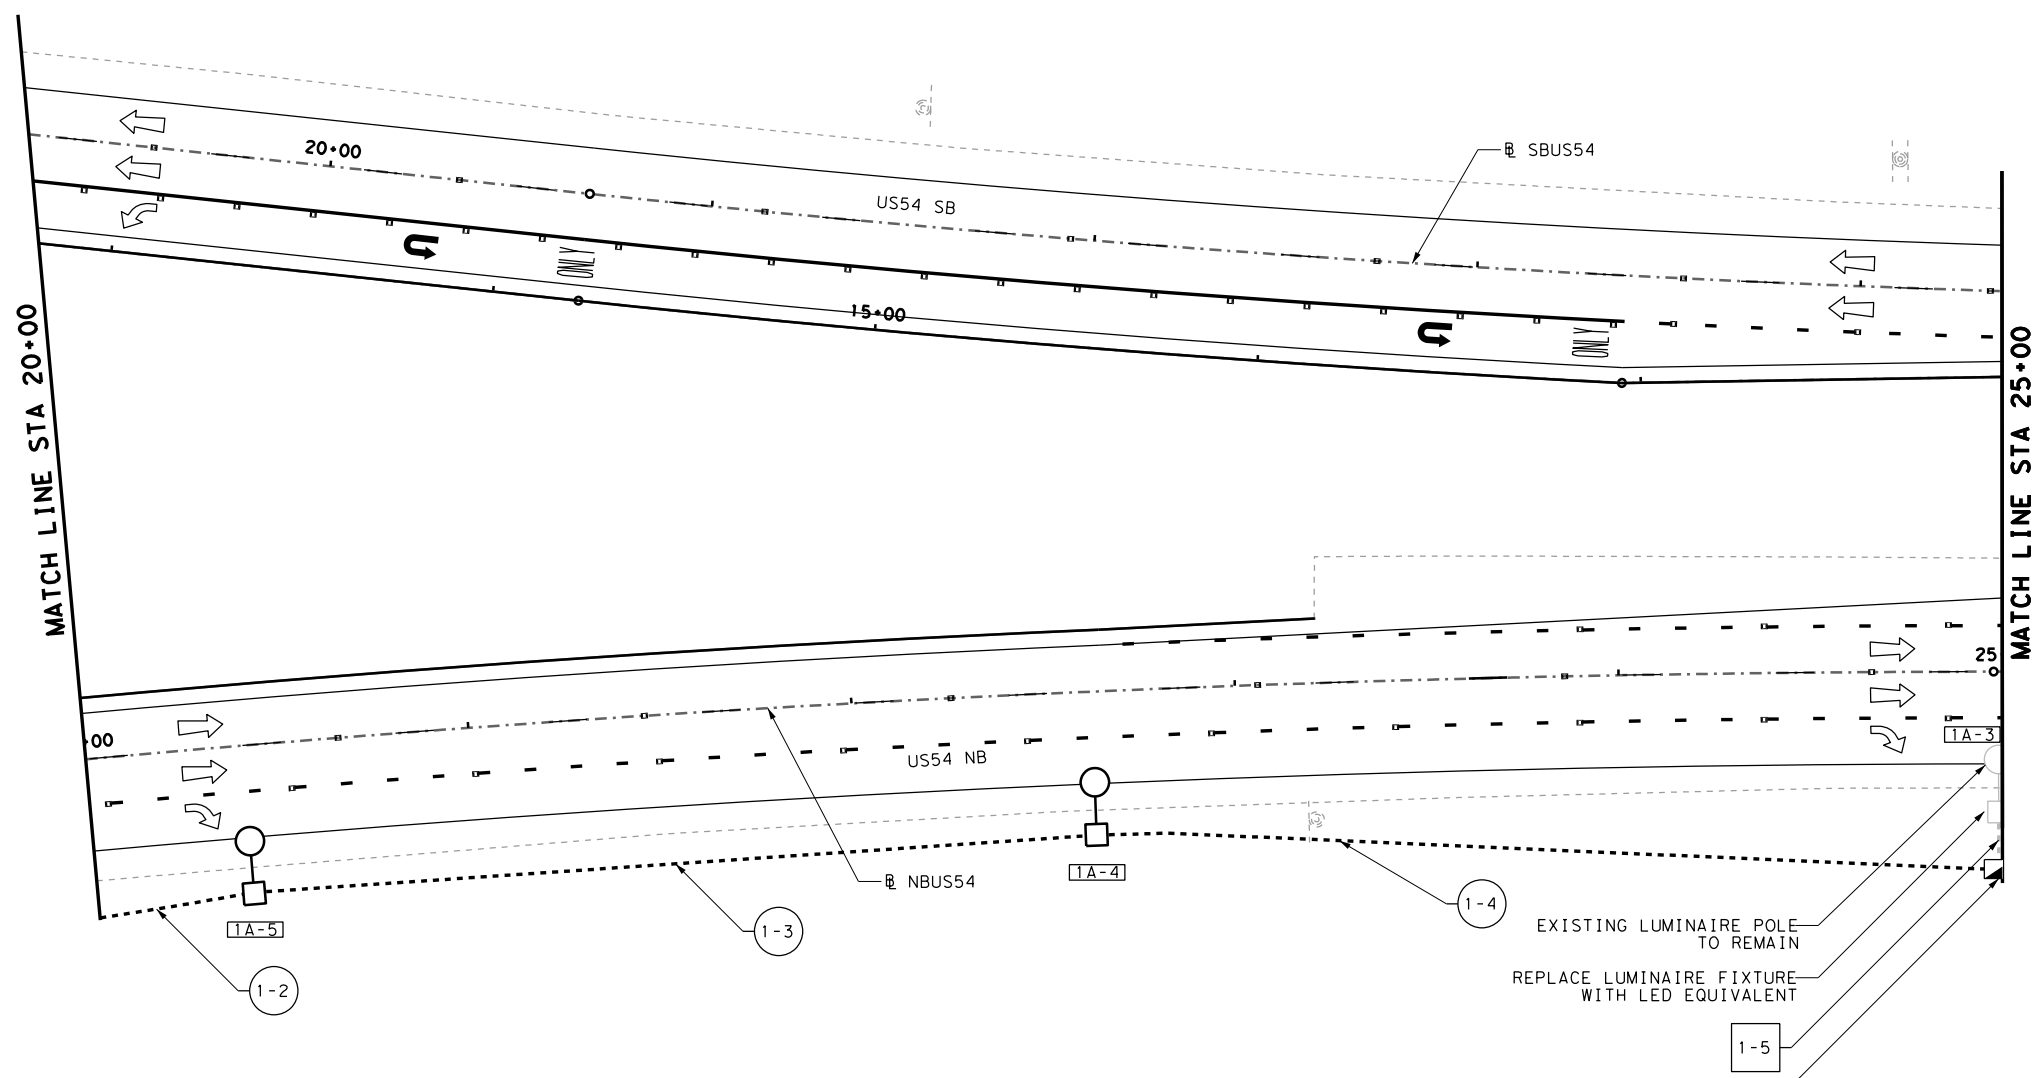 MATCH LINE STA 20+00
20+00
US54 SB
ONLY
15+00
SBUS54
ONLY
MATCH LINE STA 25+00
25
+00
US54 NB
NBUS54
1A-3
1A-4
1A-5
1-2
1-3
1-4
EXISTING LUMINAIRE POLE
TO REMAIN
REPLACE LUMINAIRE FIXTURE
WITH LED EQUIVALENT
1-5